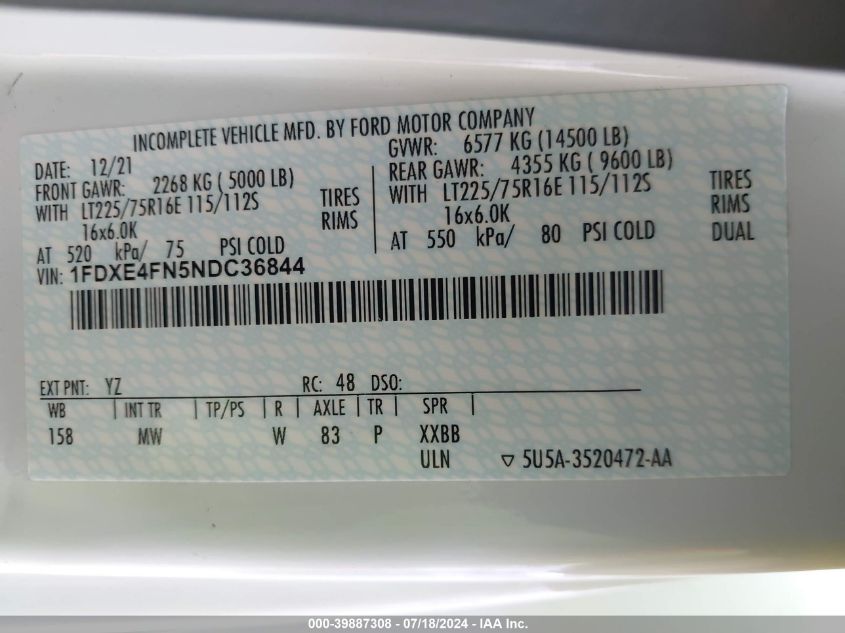 INCOMPLETE VEHICLE MFD. BY FORD MOTOR COMPANY
DATE: 12/21
FRONT GAWR: 2268 KG ( 5000 LB)
WITH LT225/75R16E 115/112S TIRES
16x6.0K RIMS
AT 520 kPa/ 75 PSI COLD
GVWR: 6577 KG (14500 LB)
REAR GAWR: 4355 KG ( 9600 LB)
WITH LT225/75R16E 115/112S TIRES
16x6.0K RIMS
AT 550 kPa/ 80 PSI COLD DUAL
VIN: 1FDXE4FN5NDC36844
EXT PNT: YZ RC: 48 DSO:
WB | INT TR | TP/PS | R | AXLE | TR | SPR |
158 MW W 83 P XXBB
ULN ▽ 5U5A-3520472-AA
000-39887308 - 07/18/2024 - IAA Inc.